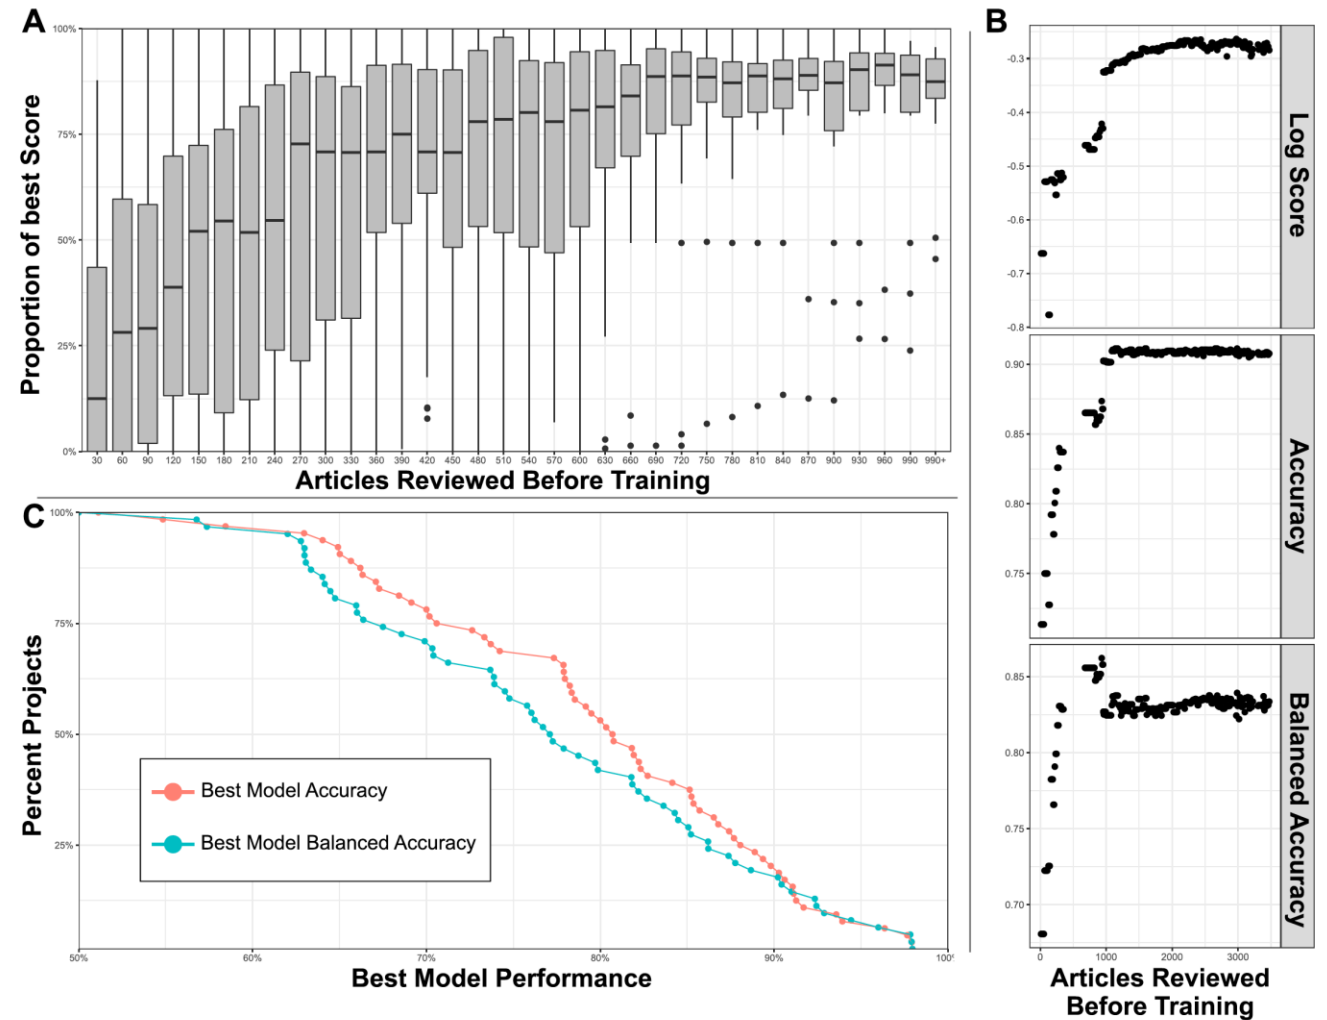 A
Proportion of best Score
100%
75%
50%
25%
0%
30 60 90 120 150 180 210 240 270 300 330 360 390 420 450 480 510 540 570 600 630 660 690 720 750 780 810 840 870 900 930 960 990 990+
Articles Reviewed Before Training
B
-0.3
-0.4
-0.5
-0.6
-0.7
-0.8
Log Score
0.90
0.85
0.80
0.75
Accuracy
0.85
0.80
0.75
0.70
Balanced Accuracy
0 1000 2000 3000
Articles Reviewed
Before Training
C
Percent Projects
100%
75%
50%
25%
Best Model Accuracy
Best Model Balanced Accuracy
50% 60% 70% 80% 90% 100%
Best Model Performance